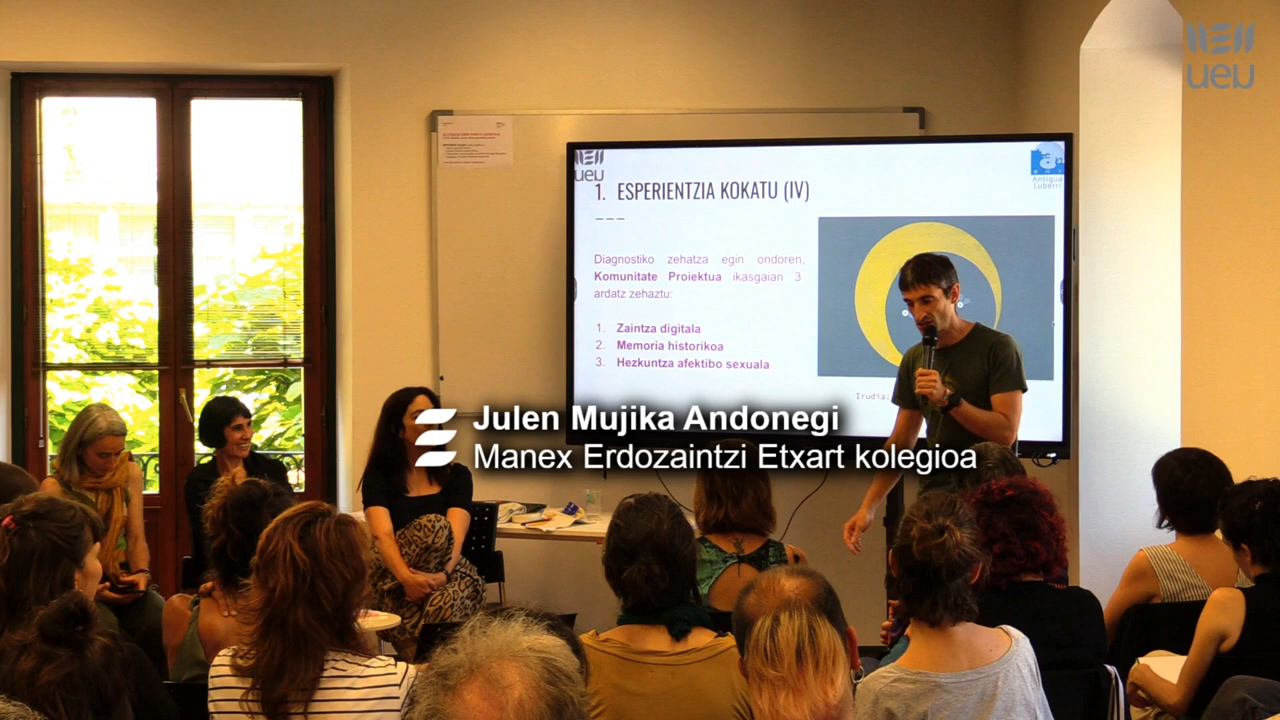 ueu
ueu
BHI
Antigua
Luberri
1. ESPERIENTZIA KOKATU (IV)
Diagnostiko zehatza egin ondoren,
Komunitate Proiektua ikasgaian 3
ardatz zehaztu:
1. Zaintza digitala
2. Memoria historikoa
3. Hezkuntza afektibo sexuala
Irudia:
Julen Mujika Andonegi
Manex Erdozaintzi Etxart kolegioa